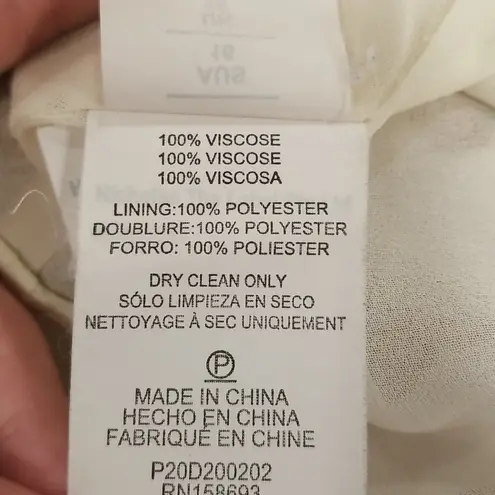 100% VISCOSE
100% VISCOSE
100% VISCOSA
LINING:100% POLYESTER
DOUBLURE:100% POLYESTER
FORRO: 100% POLIESTER
DRY CLEAN ONLY
SÓLO LIMPIEZA EN SECO
NETTOYAGE À SEC UNIQUEMENT
P
MADE IN CHINA
HECHO EN CHINA
FABRIQUÉ EN CHINE
P20D200202
RN158693